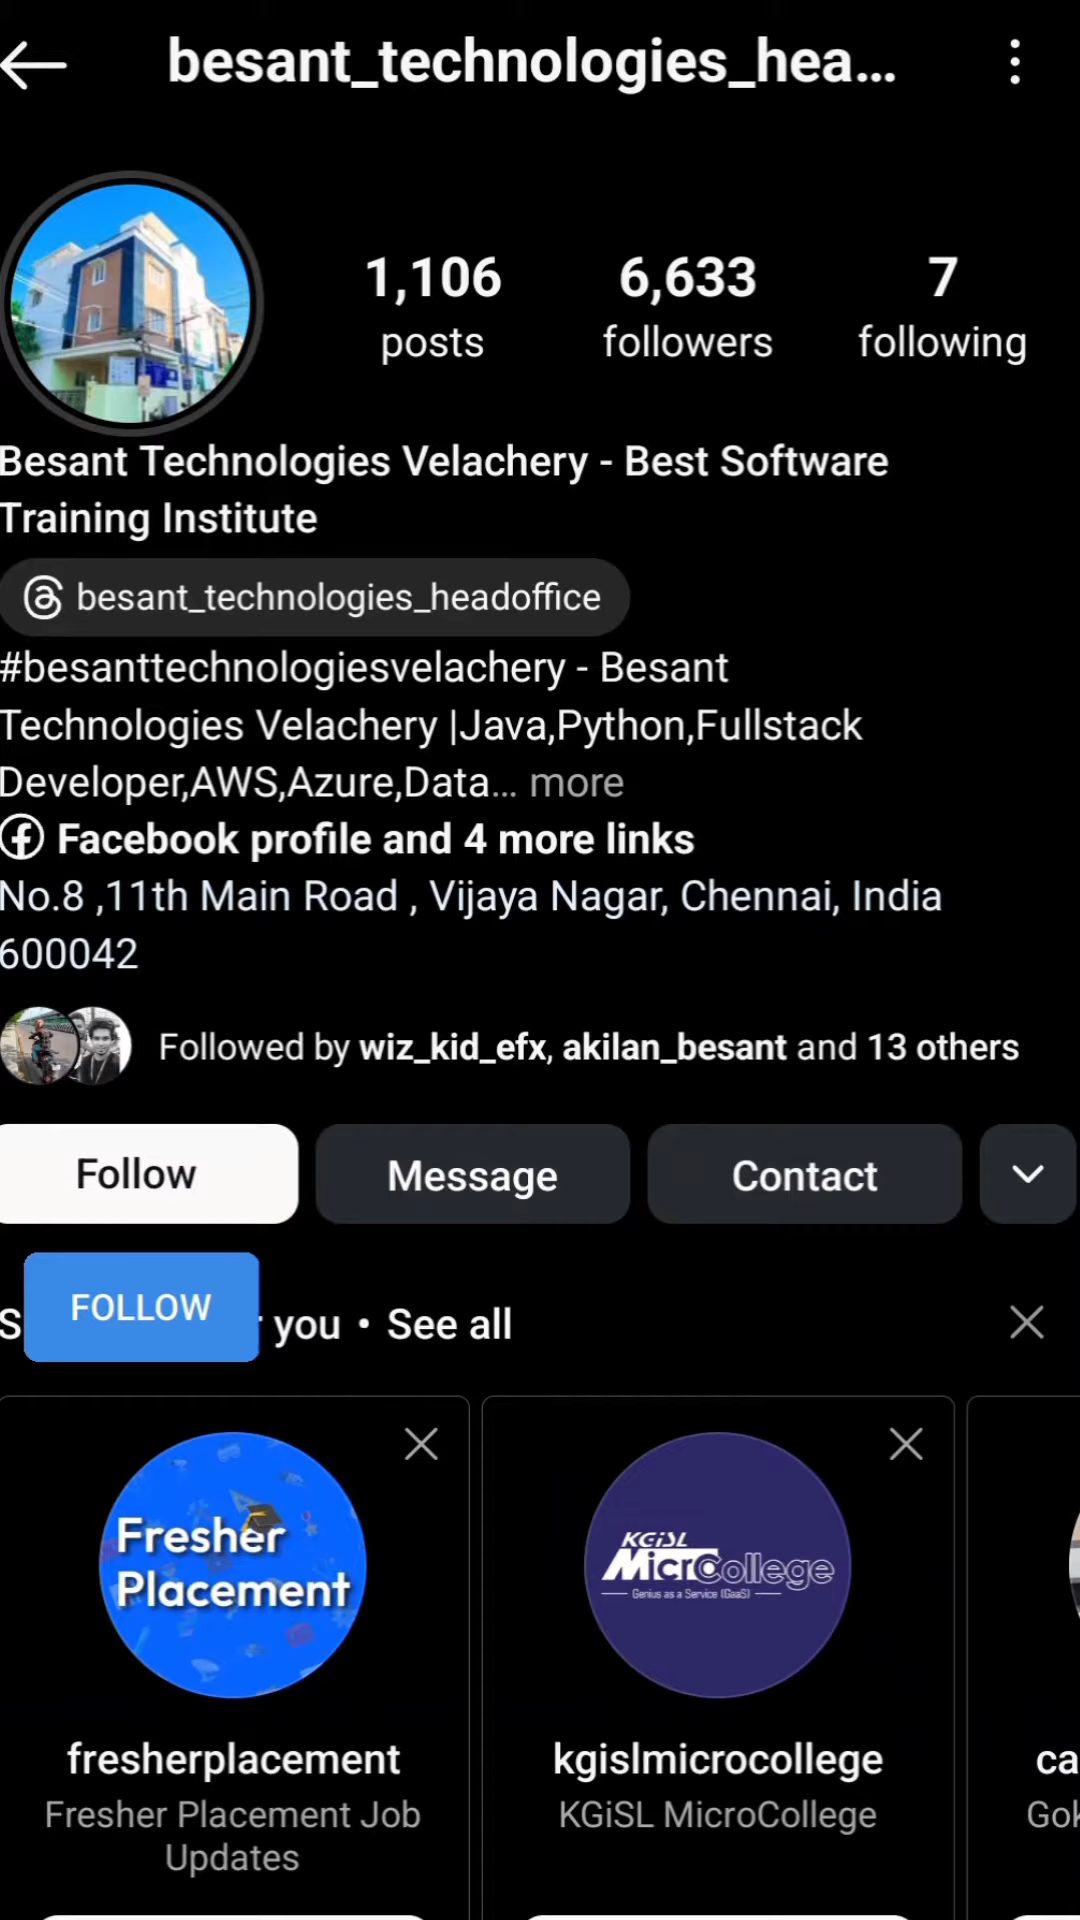 besant_technologies_hea...
1,106
posts
6,633
followers
7
following
Besant Technologies Velachery - Best Software
Training Institute
besant_technologies_headoffice
#besanttechnologiesvelachery - Besant
Technologies Velachery |Java,Python,Fullstack
Developer,AWS,Azure,Data... more
Facebook profile and 4 more links
No.8 ,11th Main Road , Vijaya Nagar, Chennai, India
600042
Followed by wiz_kid_efx, akilan_besant and 13 others
Follow
Message
Contact
FOLLOW
you • See all
Fresher
Placement
KGiSL
MicroCollege
Genius as a Service (GaaS)
fresherplacement
Fresher Placement Job
Updates
kgislmicrocollege
KGiSL MicroCollege
ca
Gok